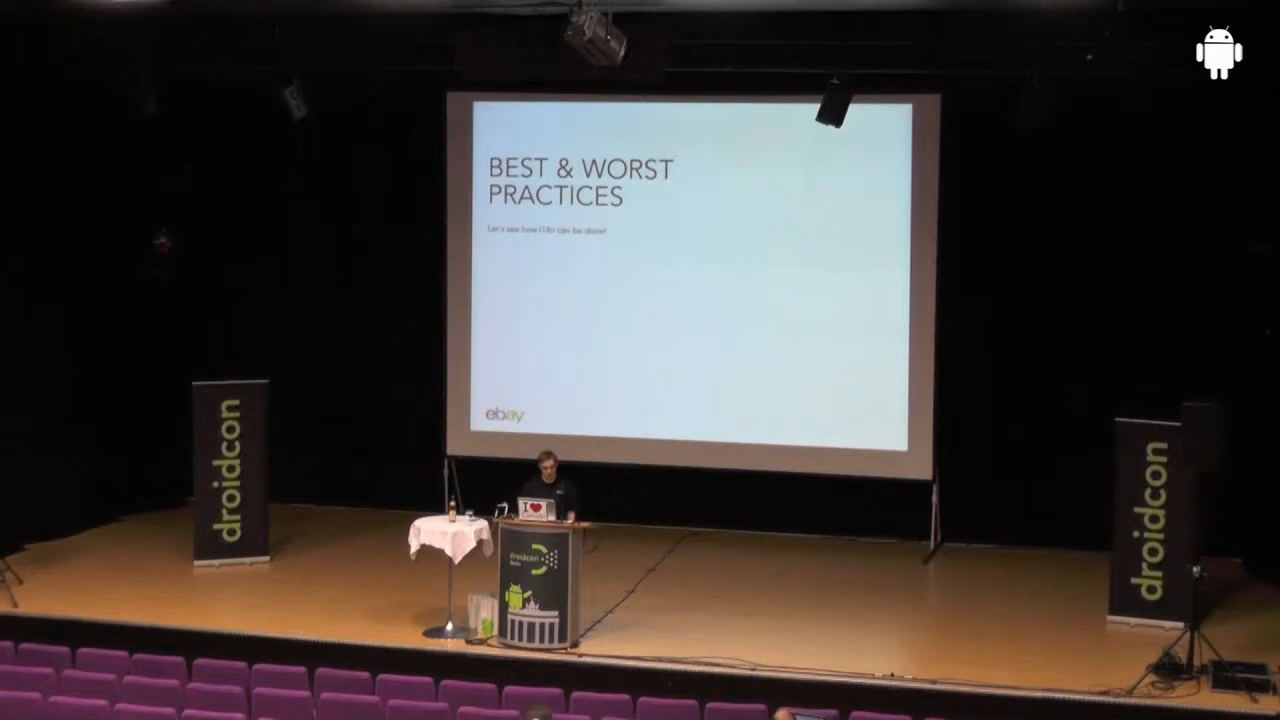 BEST & WORST
PRACTICES
Let's see how I18n can be done!
ebay
droidcon
droidcon
I ❤
droidcon
Berlin